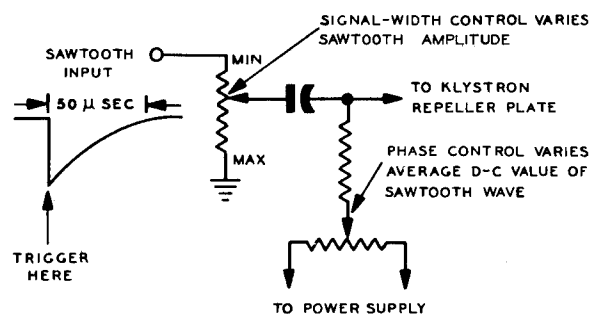 SIGNAL-WIDTH CONTROL VARIES
SAWTOOTH AMPLITUDE
SAWTOOTH
INPUT
MIN
50 µ SEC
TO KLYSTRON
REPELLER PLATE
MAX
PHASE CONTROL VARIES
AVERAGE D-C VALUE OF
SAWTOOTH WAVE
TRIGGER
HERE
TO POWER SUPPLY